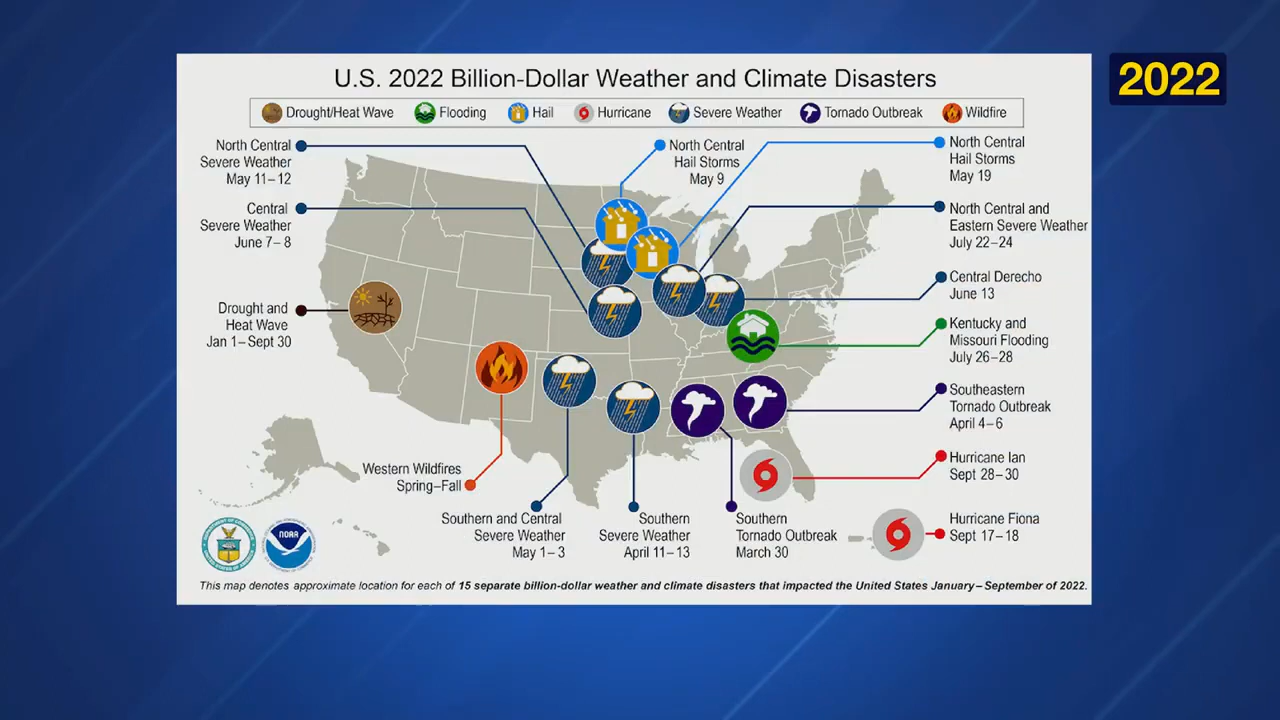 2022
U.S. 2022 Billion-Dollar Weather and Climate Disasters
Drought/Heat Wave
Flooding
Hail
Hurricane
Severe Weather
Tornado Outbreak
Wildfire
North Central
Severe Weather
May 11–12
Central
Severe Weather
June 7–8
Drought and
Heat Wave
Jan 1–Sept 30
North Central
Hail Storms
May 9
North Central
Hail Storms
May 19
North Central and
Eastern Severe Weather
July 22–24
Central Derecho
June 13
Kentucky and
Missouri Flooding
July 26–28
Southeastern
Tornado Outbreak
April 4–6
Hurricane Ian
Sept 28–30
Hurricane Fiona
Sept 17–18
Western Wildfires
Spring–Fall
Southern and Central
Severe Weather
May 1–3
Southern
Severe Weather
April 11–13
Southern
Tornado Outbreak
March 30
NOAA
This map denotes approximate location for each of 15 separate billion-dollar weather and climate disasters that impacted the United States January–September of 2022.